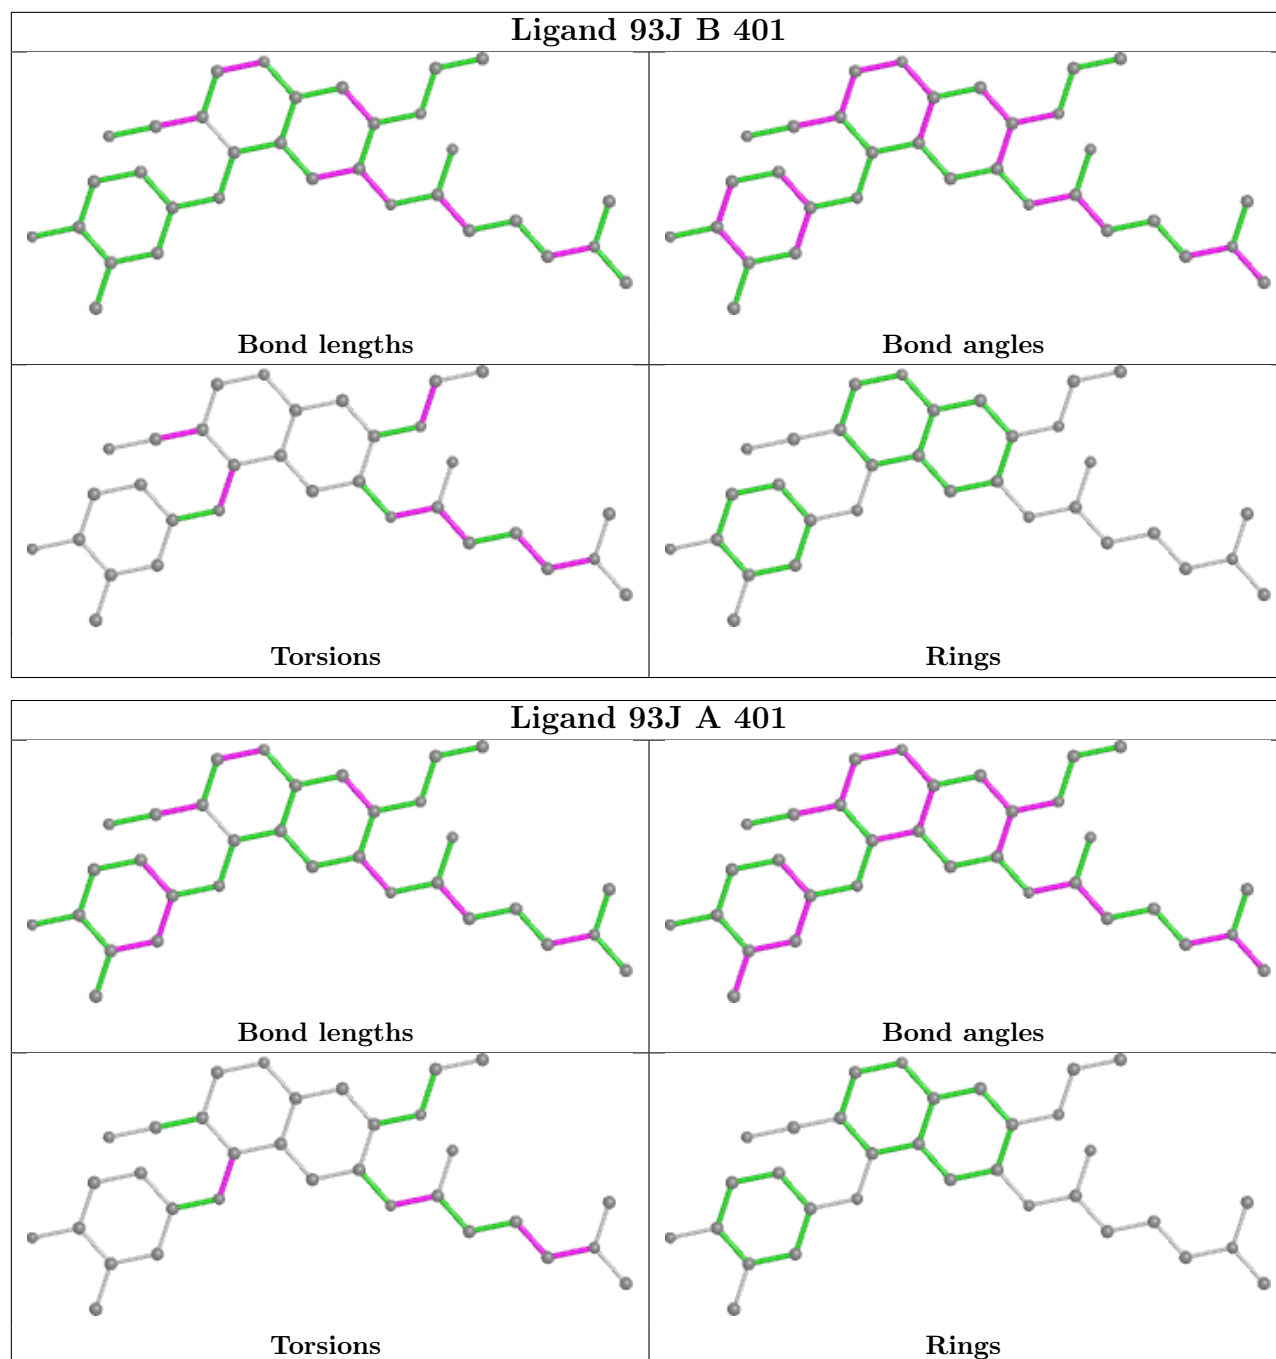 Ligand 93J B 401
Bond lengths
Bond angles
Torsions
Rings
Ligand 93J A 401
Bond lengths
Bond angles
Torsions
Rings